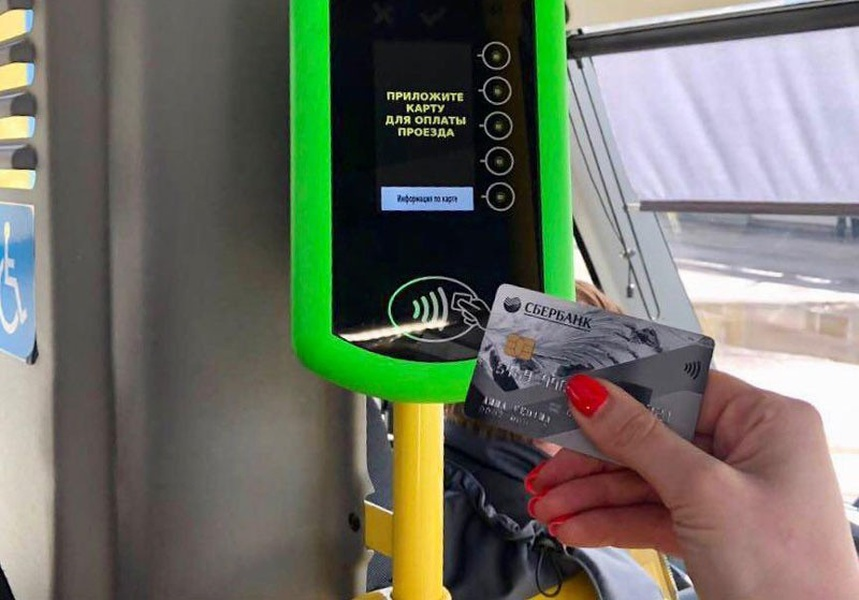 ПРИЛОЖИТЕ
КАРТУ
ДЛЯ ОПЛАТЫ
ПРОЕЗДА
Информация по карте
СБЕРБАНК